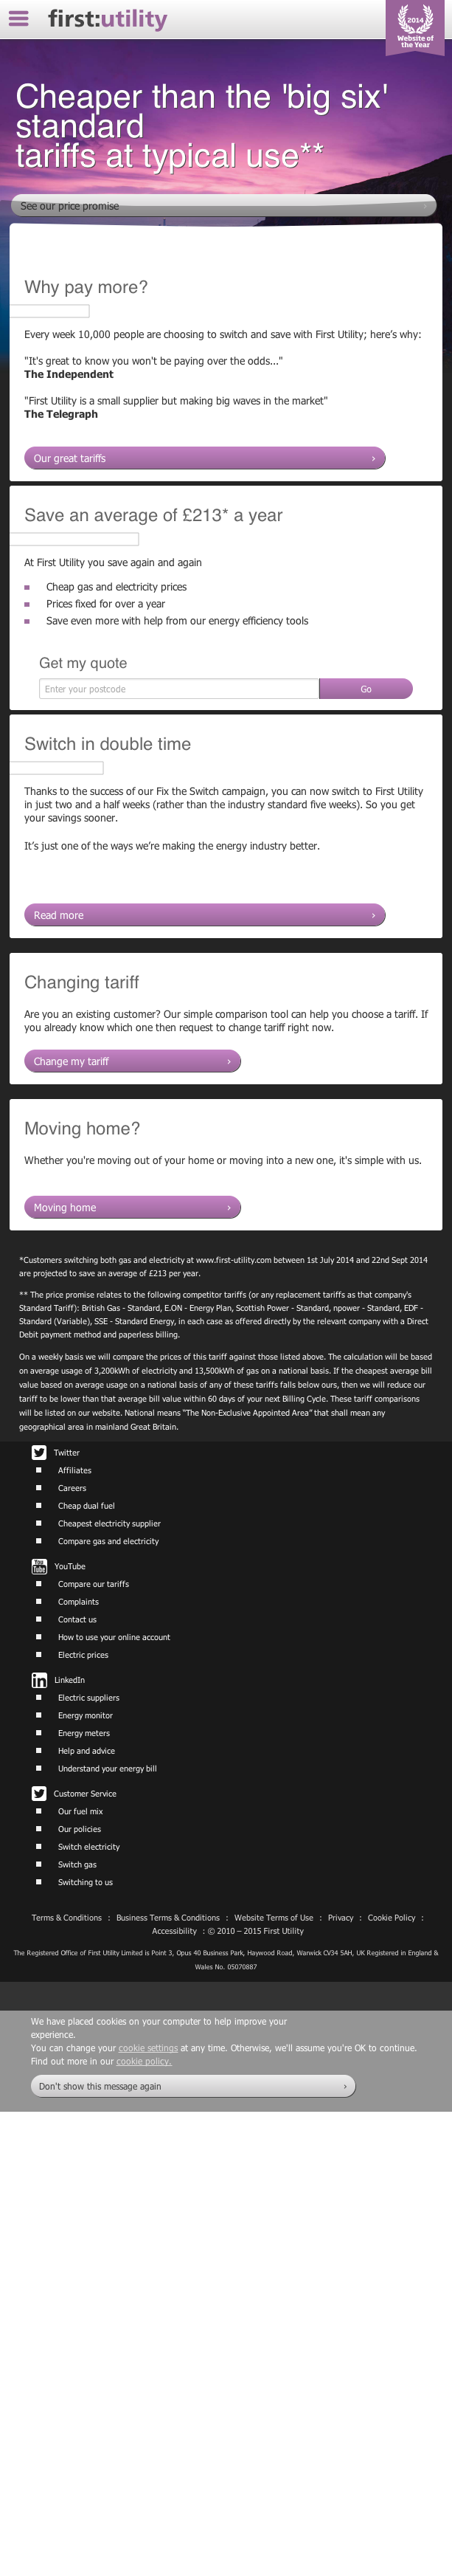 first:utility
2014
Website of
the Year
Cheaper than the 'big six'
standard
tariffs at typical use**
See our price promise
Why pay more?
Every week 10,000 people are choosing to switch and save with First Utility; here’s why:
"It's great to know you won't be paying over the odds..."
The Independent
"First Utility is a small supplier but making big waves in the market"
The Telegraph
Our great tariffs
Save an average of £213* a year
At First Utility you save again and again
Cheap gas and electricity prices
Prices fixed for over a year
Save even more with help from our energy efficiency tools
Get my quote
Enter your postcode Go
Switch in double time
Thanks to the success of our Fix the Switch campaign, you can now switch to First Utility
in just two and a half weeks (rather than the industry standard five weeks). So you get
your savings sooner.
It’s just one of the ways we’re making the energy industry better.
Read more
Changing tariff
Are you an existing customer? Our simple comparison tool can help you choose a tariff. If
you already know which one then request to change tariff right now.
Change my tariff
Moving home?
Whether you're moving out of your home or moving into a new one, it's simple with us.
Moving home
*Customers switching both gas and electricity at www.first-utility.com between 1st July 2014 and 22nd Sept 2014
are projected to save an average of £213 per year.
** The price promise relates to the following competitor tariffs (or any replacement tariffs as that company's
Standard Tariff): British Gas - Standard, E.ON - Energy Plan, Scottish Power - Standard, npower - Standard, EDF -
Standard (Variable), SSE - Standard Energy, in each case as offered directly by the relevant company with a Direct
Debit payment method and paperless billing.
On a weekly basis we will compare the prices of this tariff against those listed above. The calculation will be based
on average usage of 3,200kWh of electricity and 13,500kWh of gas on a national basis. If the cheapest average bill
value based on average usage on a national basis of any of these tariffs falls below ours, then we will reduce our
tariff to be lower than that average bill value within 60 days of your next Billing Cycle. These tariff comparisons
will be listed on our website. National means “The Non-Exclusive Appointed Area” that shall mean any
geographical area in mainland Great Britain.
Twitter
Affiliates
Careers
Cheap dual fuel
Cheapest electricity supplier
Compare gas and electricity
YouTube
Compare our tariffs
Complaints
Contact us
How to use your online account
Electric prices
LinkedIn
Electric suppliers
Energy monitor
Energy meters
Help and advice
Understand your energy bill
Customer Service
Our fuel mix
Our policies
Switch electricity
Switch gas
Switching to us
Terms & Conditions : Business Terms & Conditions : Website Terms of Use : Privacy : Cookie Policy :
Accessibility : © 2010 – 2015 First Utility
The Registered Office of First Utility Limited is Point 3, Opus 40 Business Park, Haywood Road, Warwick CV34 5AH, UK Registered in England &
Wales No. 05070887
We have placed cookies on your computer to help improve your
experience.
You can change your cookie settings at any time. Otherwise, we'll assume you're OK to continue.
Find out more in our cookie policy.
Don't show this message again